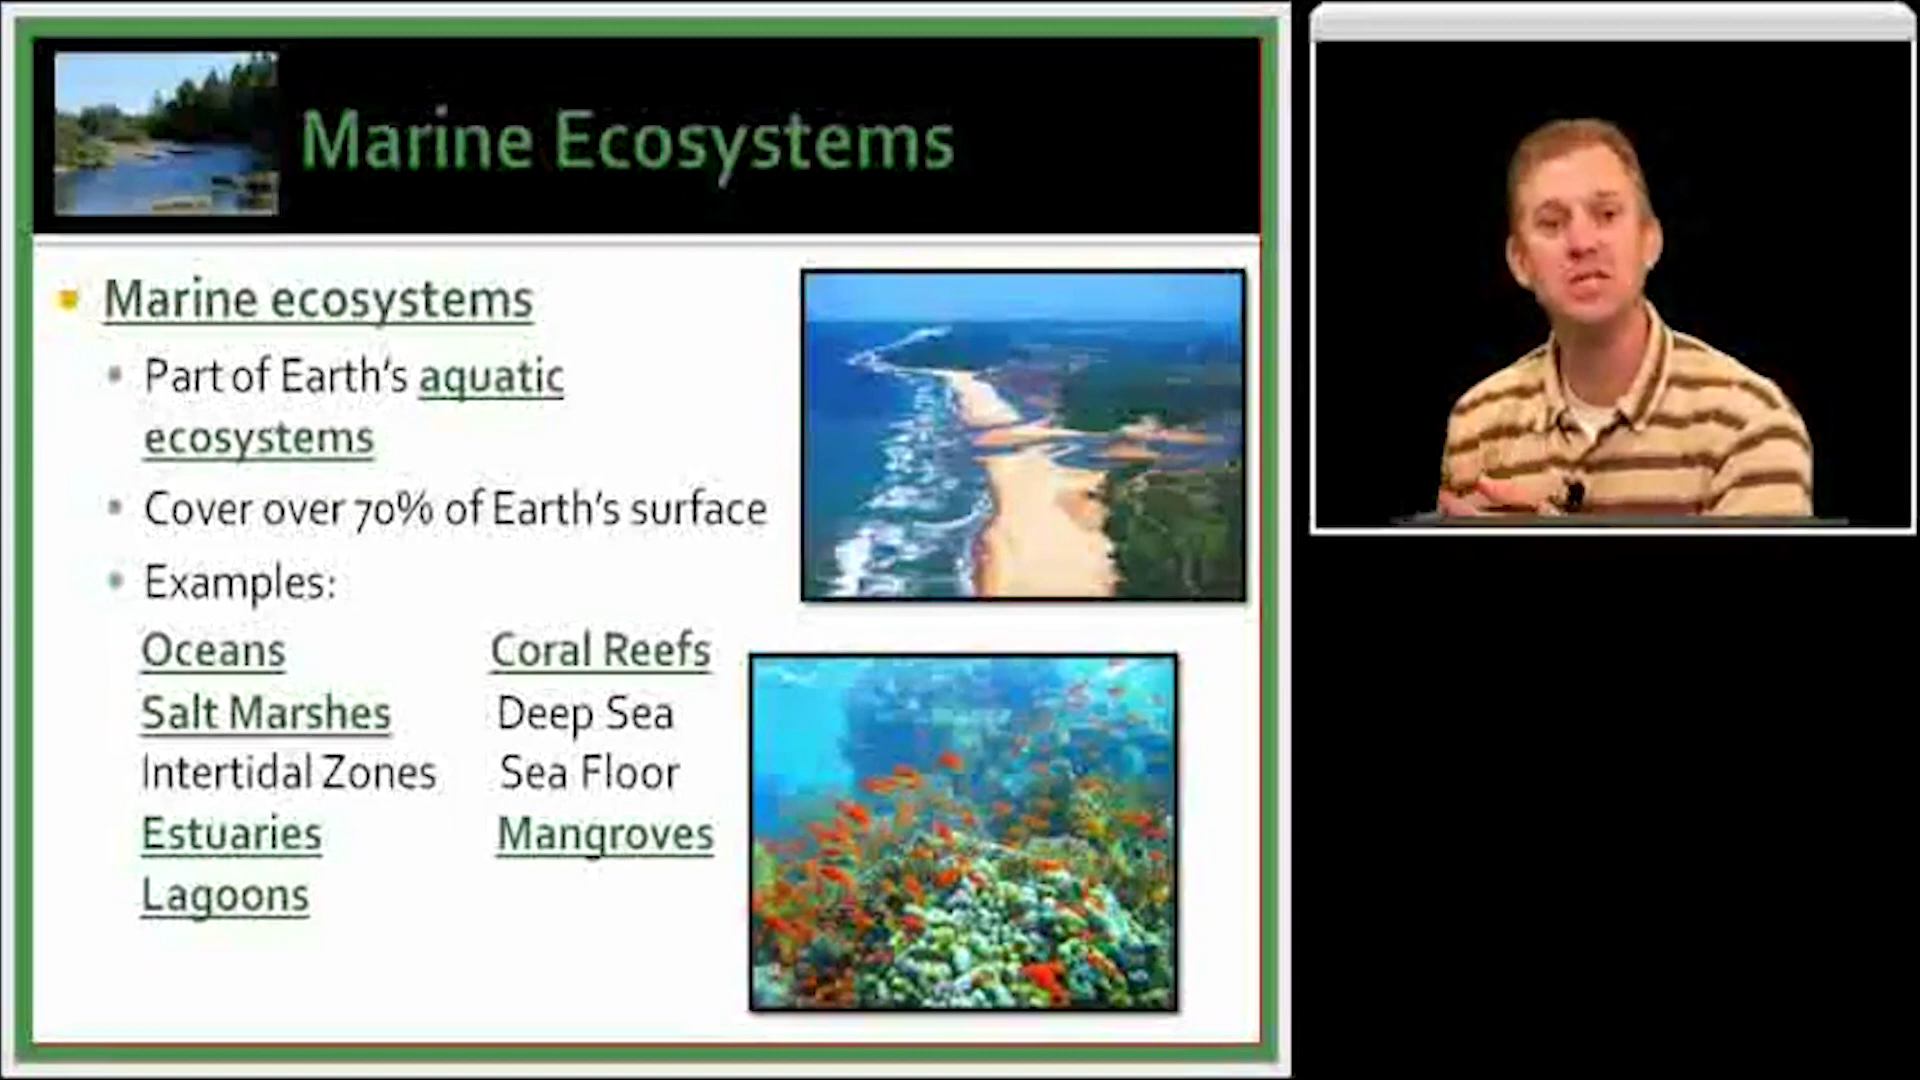 Marine Ecosystems
Marine ecosystems
Part of Earth's aquatic
ecosystems
Cover over 70% of Earth's surface
Examples:
Oceans
Salt Marshes
Intertidal Zones
Estuaries
Lagoons
Coral Reefs
Deep Sea
Sea Floor
Mangroves